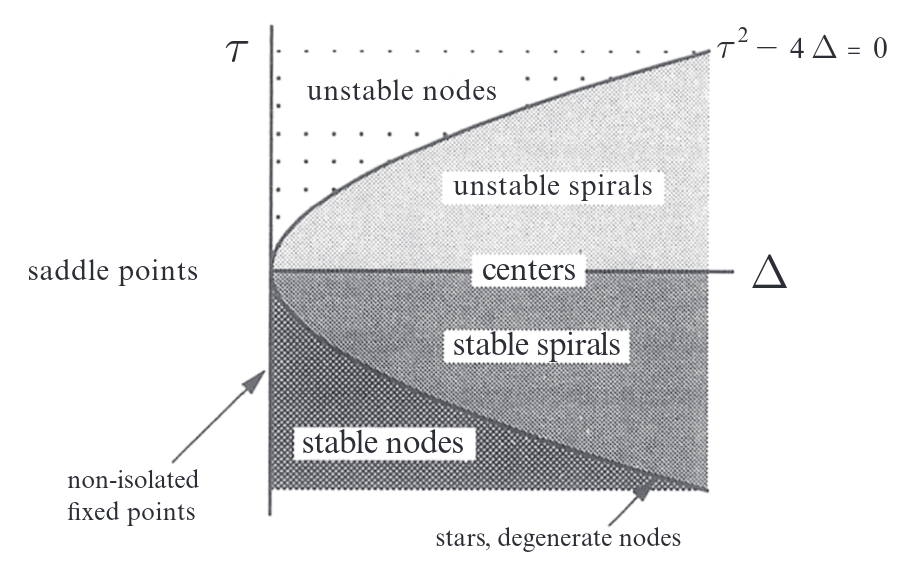 τ
τ² − 4 Δ = 0
unstable nodes
unstable spirals
saddle points
centers
Δ
stable spirals
stable nodes
non-isolated
fixed points
stars, degenerate nodes